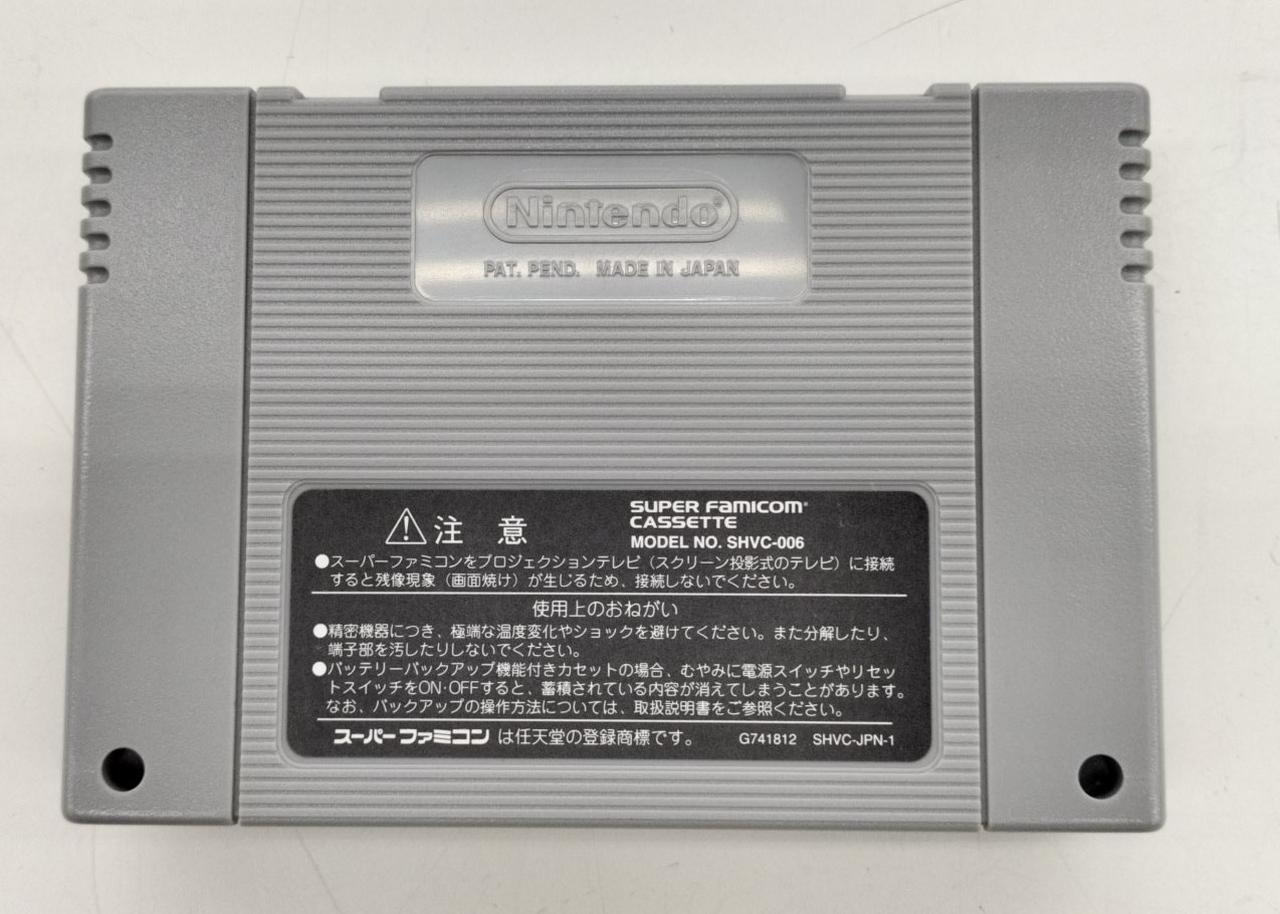 Nintendo®
PAT. PEND. MADE IN JAPAN
注 意
SUPER FAMICOM®
CASSETTE
MODEL NO. SHVC-006
●スーパーファミコンをプロジェクションテレビ(スクリーン投影式のテレビ)に接続
すると残像現象(画面焼け)が生じるため、接続しないでください。
使用上のおねがい
●精密機器につき、極端な温度変化やショックを避けてください。また分解したり、
端子部を汚したりしないでください。
●バッテリーバックアップ機能付きカセットの場合、むやみに電源スイッチやリセッ
トスイッチをON·OFFすると、蓄積されている内容が消えてしまうことがあります。
なお、バックアップの操作方法については、取扱説明書をご参照ください。
スーパーファミコン は任天堂の登録商標です。 G741812 SHVC-JPN-1